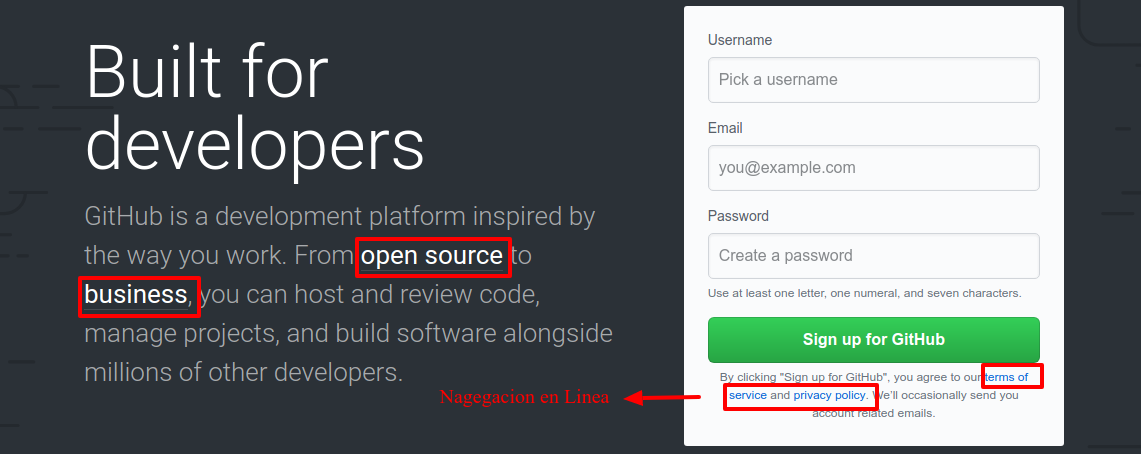 Built for
developers
GitHub is a development platform inspired by
the way you work. From open source to
business, you can host and review code,
manage projects, and build software alongside
millions of other developers.
Username
Pick a username
Email
you@example.com
Password
Create a password
Use at least one letter, one numeral, and seven characters.
Sign up for GitHub
By clicking "Sign up for GitHub", you agree to our terms of
service and privacy policy. We'll occasionally send you
account related emails.
Nagegacion en Linea